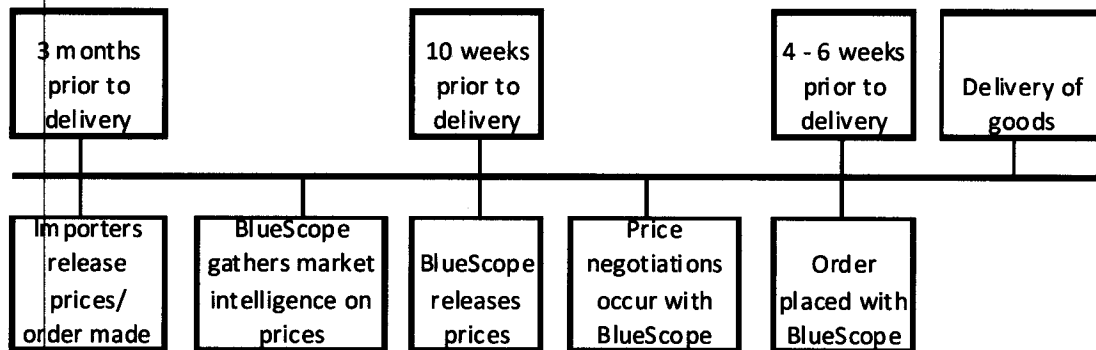 3 months
prior to
delivery
10 weeks
prior to
delivery
4 - 6 weeks
prior to
delivery
Delivery of
goods
Importers
release
prices/
order made
BlueScope
gathers market
intelligence on
prices
BlueScope
releases
prices
Price
negotiations
occur with
BlueScope
Order
placed with
BlueScope